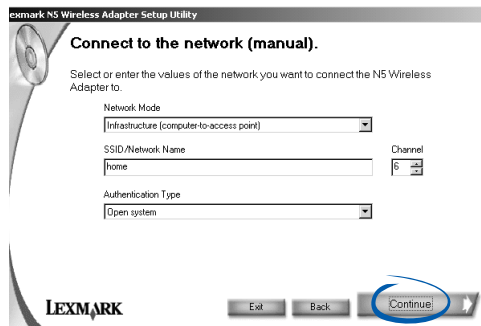 exmark N5 Wireless Adapter Setup Utility
Connect to the network (manual).
Select or enter the values of the network you want to connect the N5 Wireless
Adapter to.
Network Mode
Infrastructure (computer-to-access point)
SSID/Network Name
Channel
home
6
Authentication Type
Open system
LEXMARK
Exit
Back
Continue